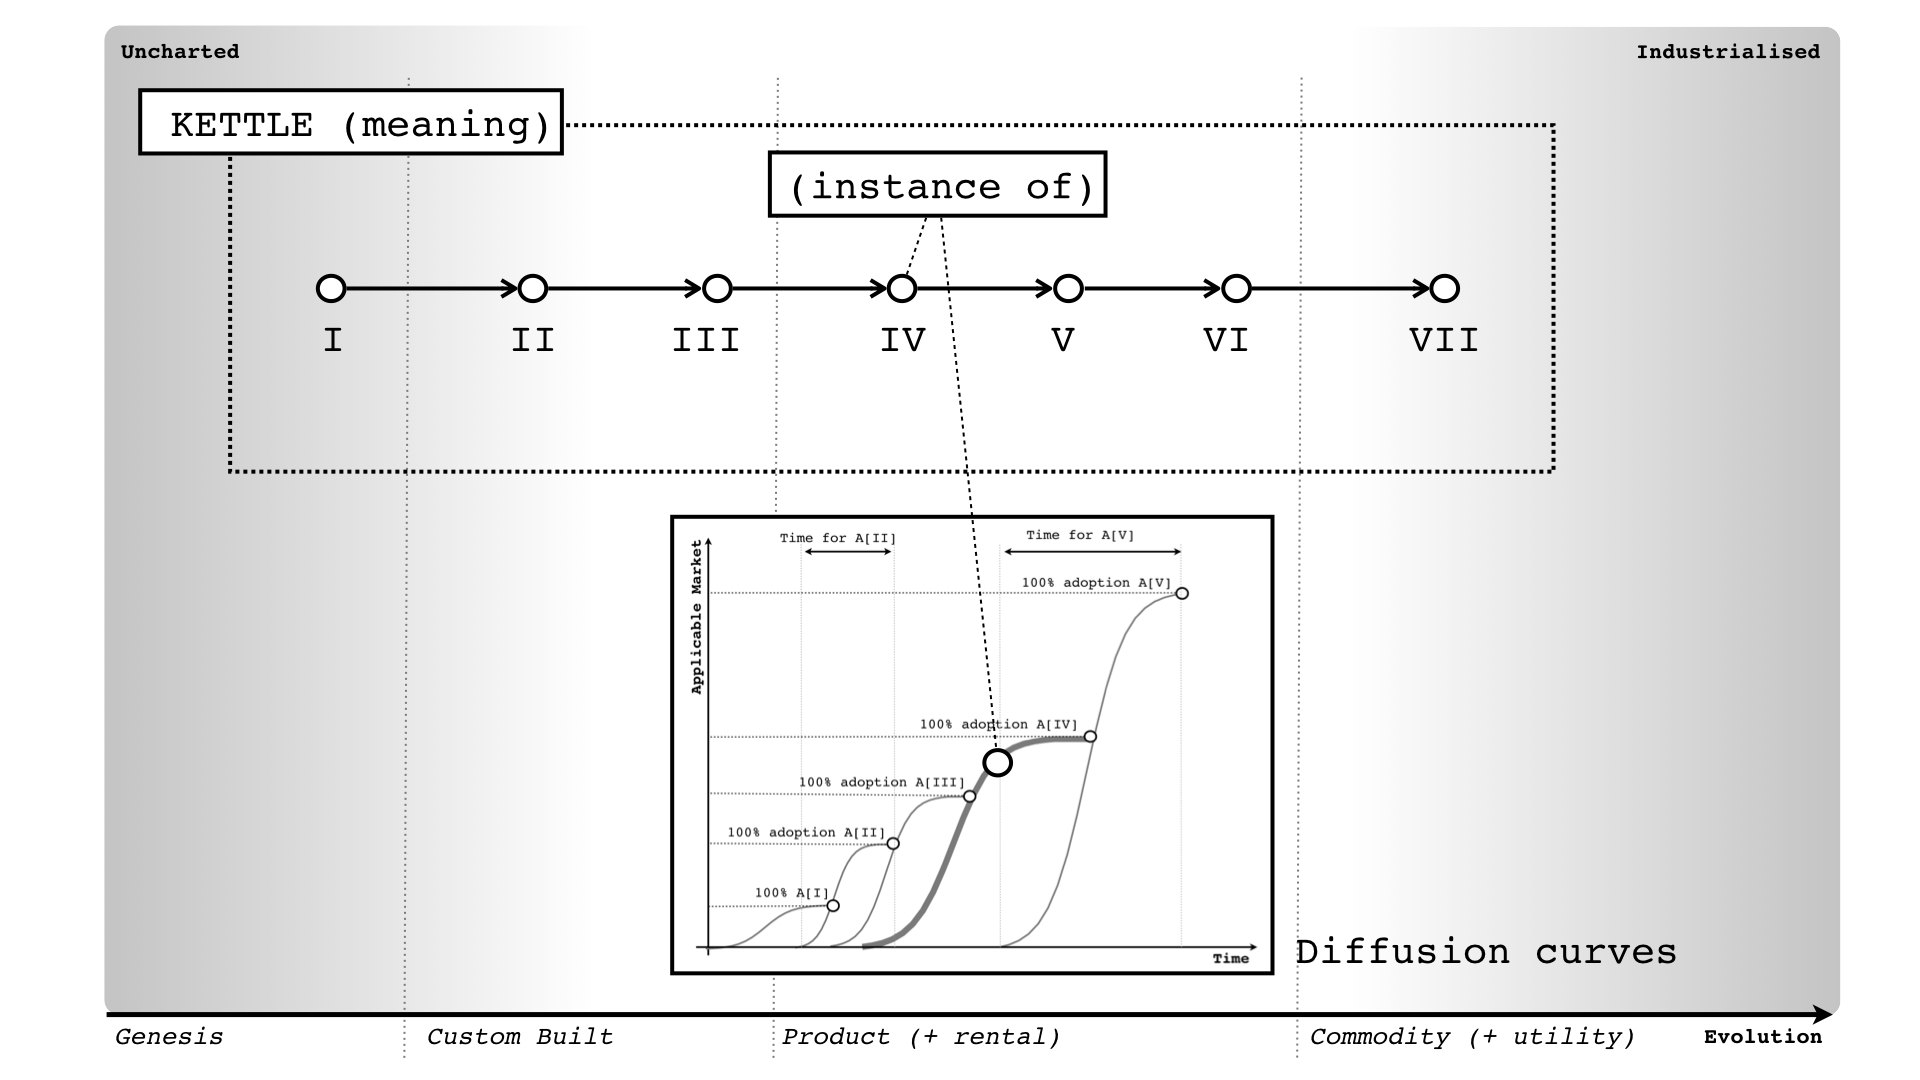 Uncharted
Industrialised
KETTLE (meaning)
(instance of)
I
II
III
IV
V
VI
VII
Time for A[II]
Time for A[V]
Applicable Market
100% adoption A[V]
100% adoption A[IV]
100% adoption A[III]
100% adoption A[II]
100% A[I]
Time
Diffusion curves
Genesis
Custom Built
Product (+ rental)
Commodity (+ utility)
Evolution